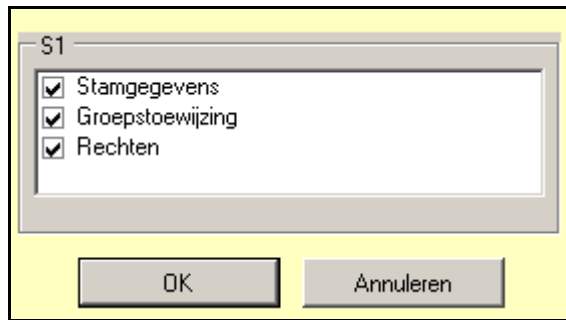 S1
Stamgegevens
Groepstoewijzing
Rechten
OK
Annuleren